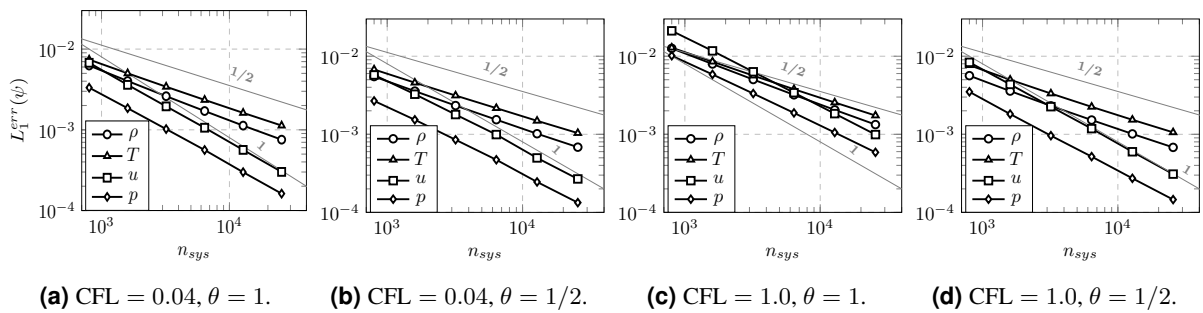 10^{-2}
10^{-3}
10^{-4}
L_1^{err}(ψ)
1/2
1
ρ
T
u
p
10^3
10^4
n_{sys}
(a) CFL = 0.04, θ = 1.
10^{-2}
10^{-3}
10^{-4}
1/2
1
ρ
T
u
p
10^3
10^4
n_{sys}
(b) CFL = 0.04, θ = 1/2.
10^{-2}
10^{-3}
10^{-4}
1/2
1
ρ
T
u
p
10^3
10^4
n_{sys}
(c) CFL = 1.0, θ = 1.
10^{-2}
10^{-3}
10^{-4}
1/2
1
ρ
T
u
p
10^3
10^4
n_{sys}
(d) CFL = 1.0, θ = 1/2.